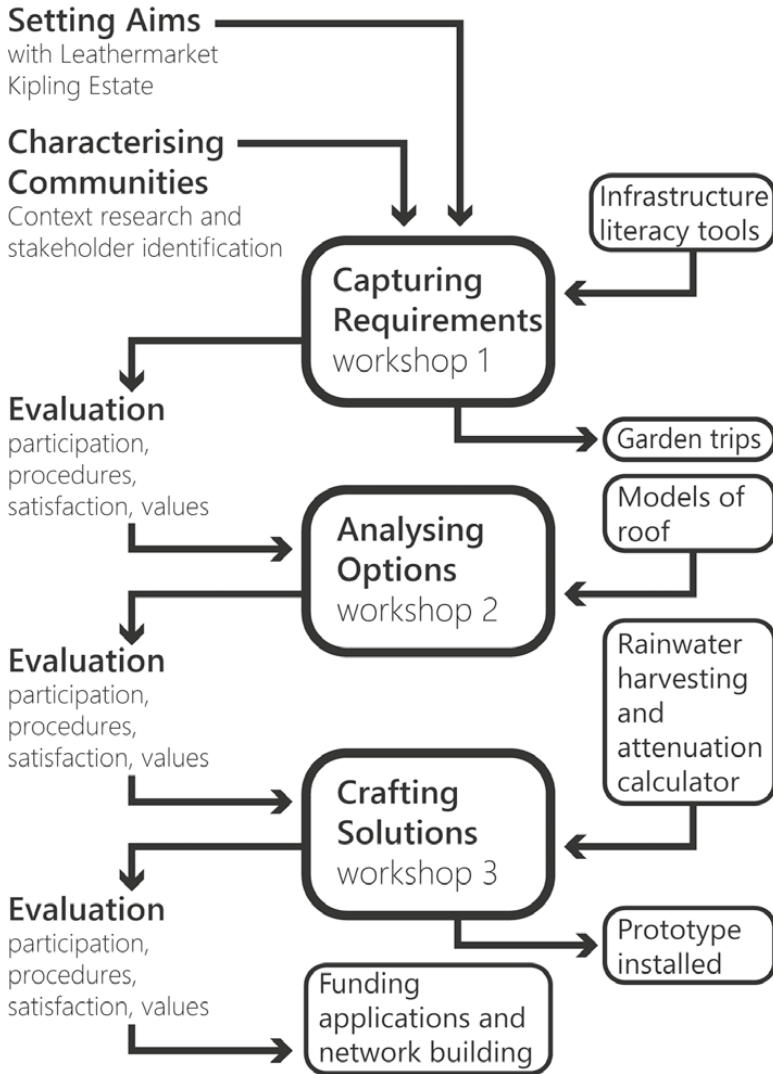 Setting Aims
with Leathermarket
Kipling Estate
Characterising
Communities
Context research and
stakeholder identification
Infrastructure
literacy tools
Capturing
Requirements
workshop 1
Evaluation
participation,
procedures,
satisfaction, values
Garden trips
Models of
roof
Analysing
Options
workshop 2
Evaluation
participation,
procedures,
satisfaction, values
Rainwater
harvesting
and
attenuation
calculator
Crafting
Solutions
workshop 3
Evaluation
participation,
procedures,
satisfaction, values
Prototype
installed
Funding
applications and
network building